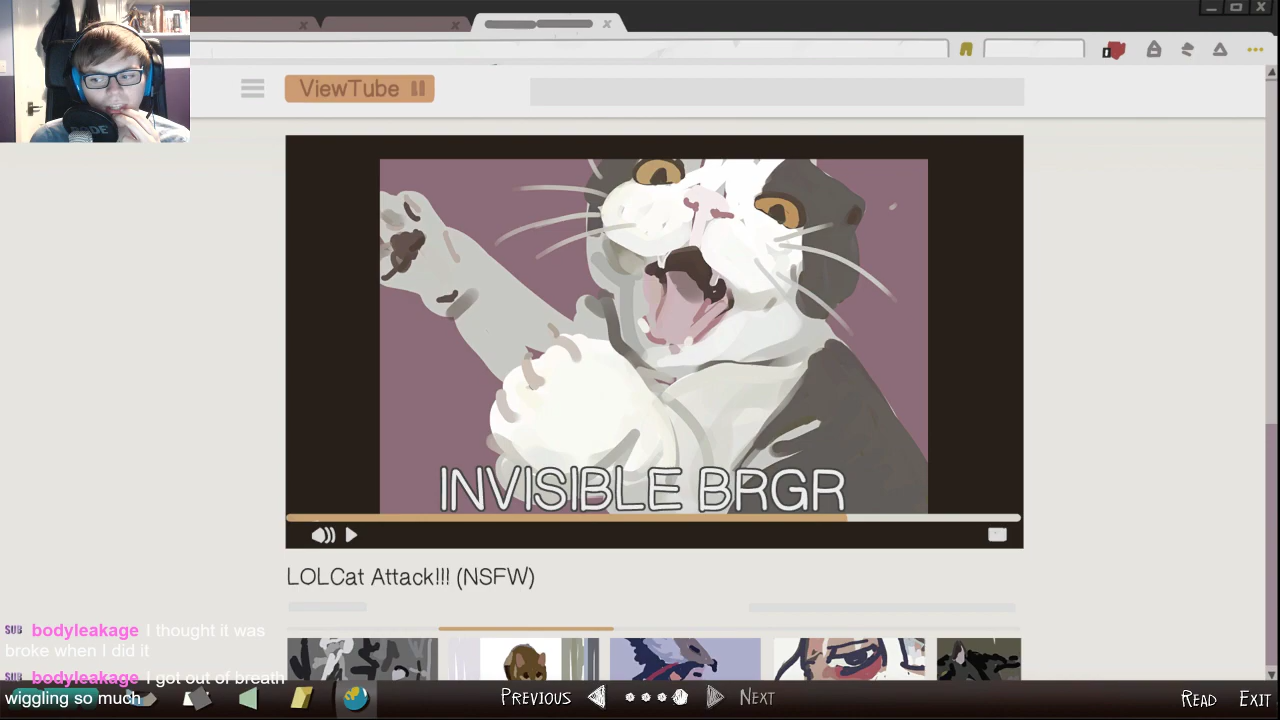 ViewTube
RODE
INVISIBLE BRGR
LOLCat Attack!!! (NSFW)
SUB bodyleakage I thought it was
broke when I did it
SUB bodyleakage I got out of breath
wiggling so much
PREVIOUS NEXT
READ EXIT